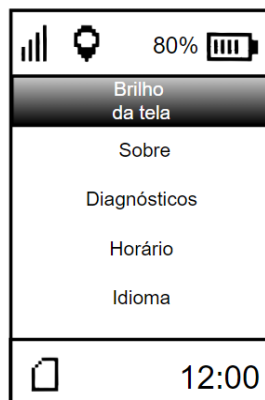 80%
Brilho
da tela
Sobre
Diagnósticos
Horário
Idioma
12:00